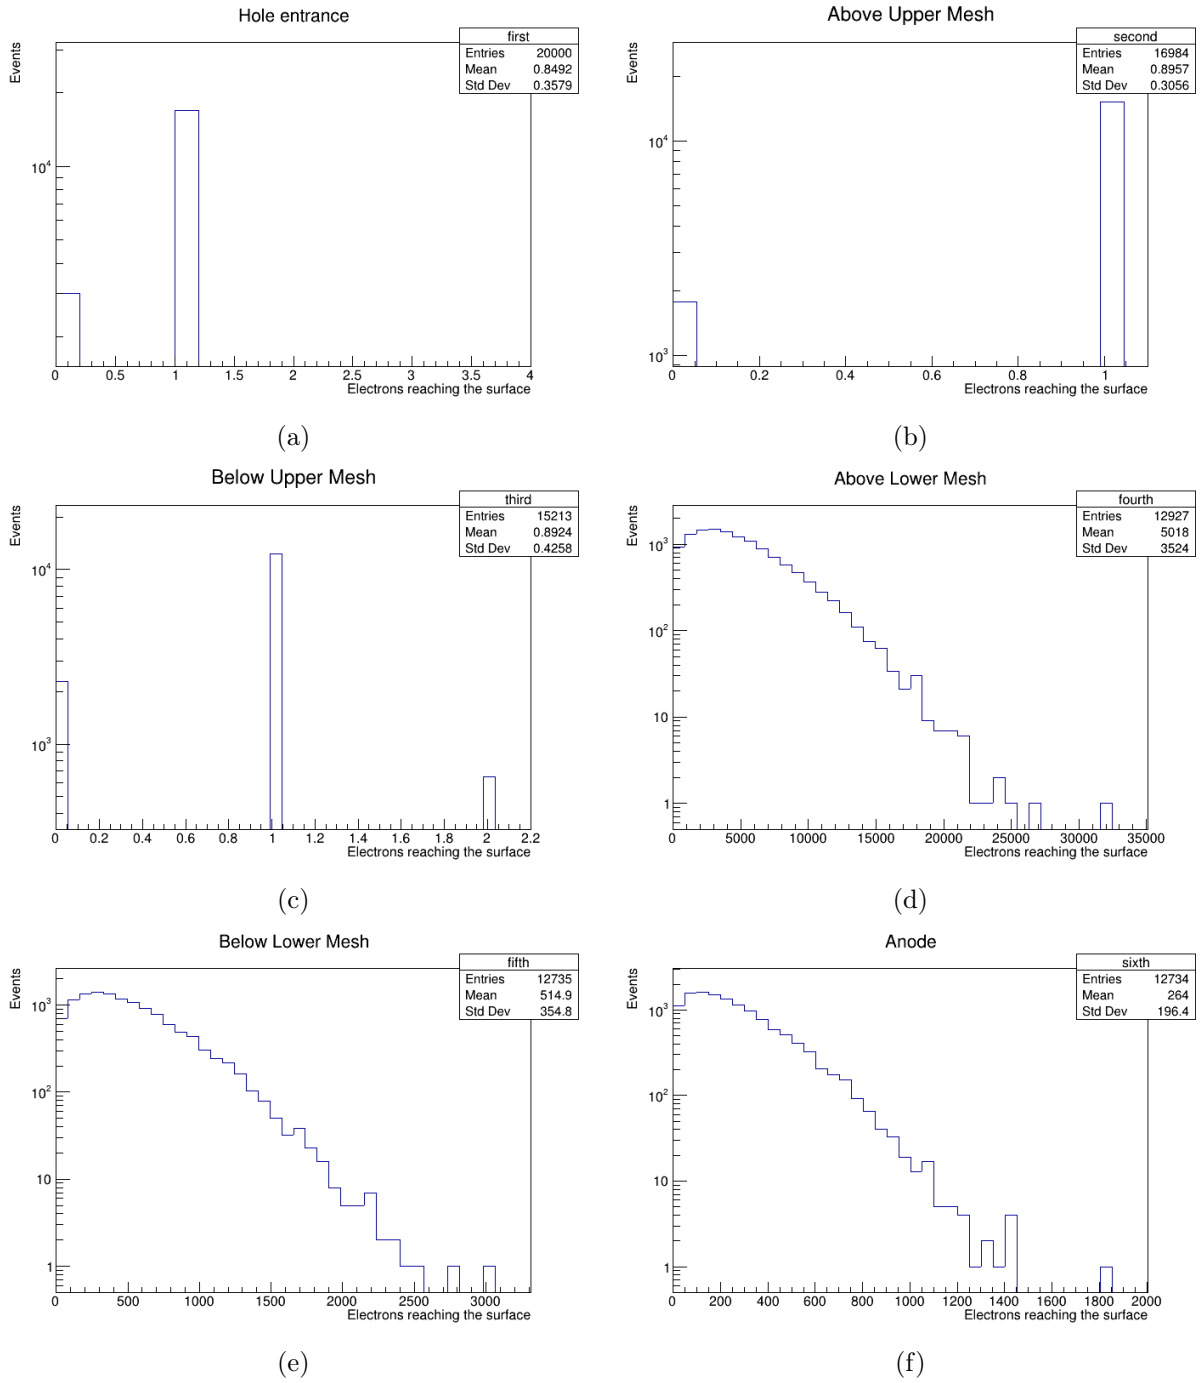 Hole entrance
Events
first
Entries 20000
Mean 0.8492
Std Dev 0.3579
10^4
0 0.5 1 1.5 2 2.5 3 3.5 4
Electrons reaching the surface
(a)
Above Upper Mesh
Events
second
Entries 16984
Mean 0.8957
Std Dev 0.3056
10^4
10^3
0 0.2 0.4 0.6 0.8 1
Electrons reaching the surface
(b)
Below Upper Mesh
Events
third
Entries 15213
Mean 0.8924
Std Dev 0.4258
10^4
10^3
0 0.2 0.4 0.6 0.8 1 1.2 1.4 1.6 1.8 2 2.2
Electrons reaching the surface
(c)
Above Lower Mesh
Events
fourth
Entries 12927
Mean 5018
Std Dev 3524
10^3
10^2
10
1
0 5000 10000 15000 20000 25000 30000 35000
Electrons reaching the surface
(d)
Below Lower Mesh
Events
fifth
Entries 12735
Mean 514.9
Std Dev 354.8
10^3
10^2
10
1
0 500 1000 1500 2000 2500 3000
Electrons reaching the surface
(e)
Anode
Events
sixth
Entries 12734
Mean 264
Std Dev 196.4
10^3
10^2
10
1
0 200 400 600 800 1000 1200 1400 1600 1800 2000
Electrons reaching the surface
(f)